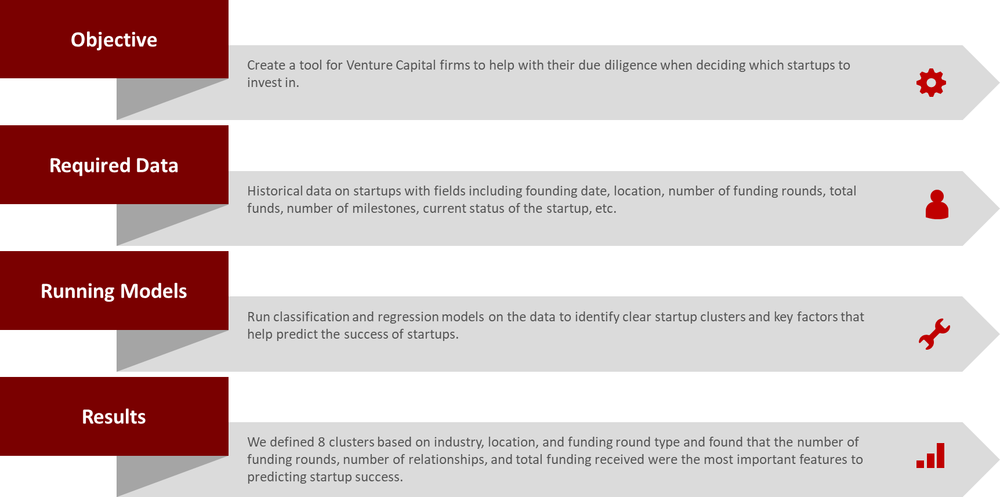 Objective
Create a tool for Venture Capital firms to help with their due diligence when deciding which startups to
invest in.
Required Data
Historical data on startups with fields including founding date, location, number of funding rounds, total
funds, number of milestones, current status of the startup, etc.
Running Models
Run classification and regression models on the data to identify clear startup clusters and key factors that
help predict the success of startups.
Results
We defined 8 clusters based on industry, location, and funding round type and found that the number of
funding rounds, number of relationships, and total funding received were the most important features to
predicting startup success.